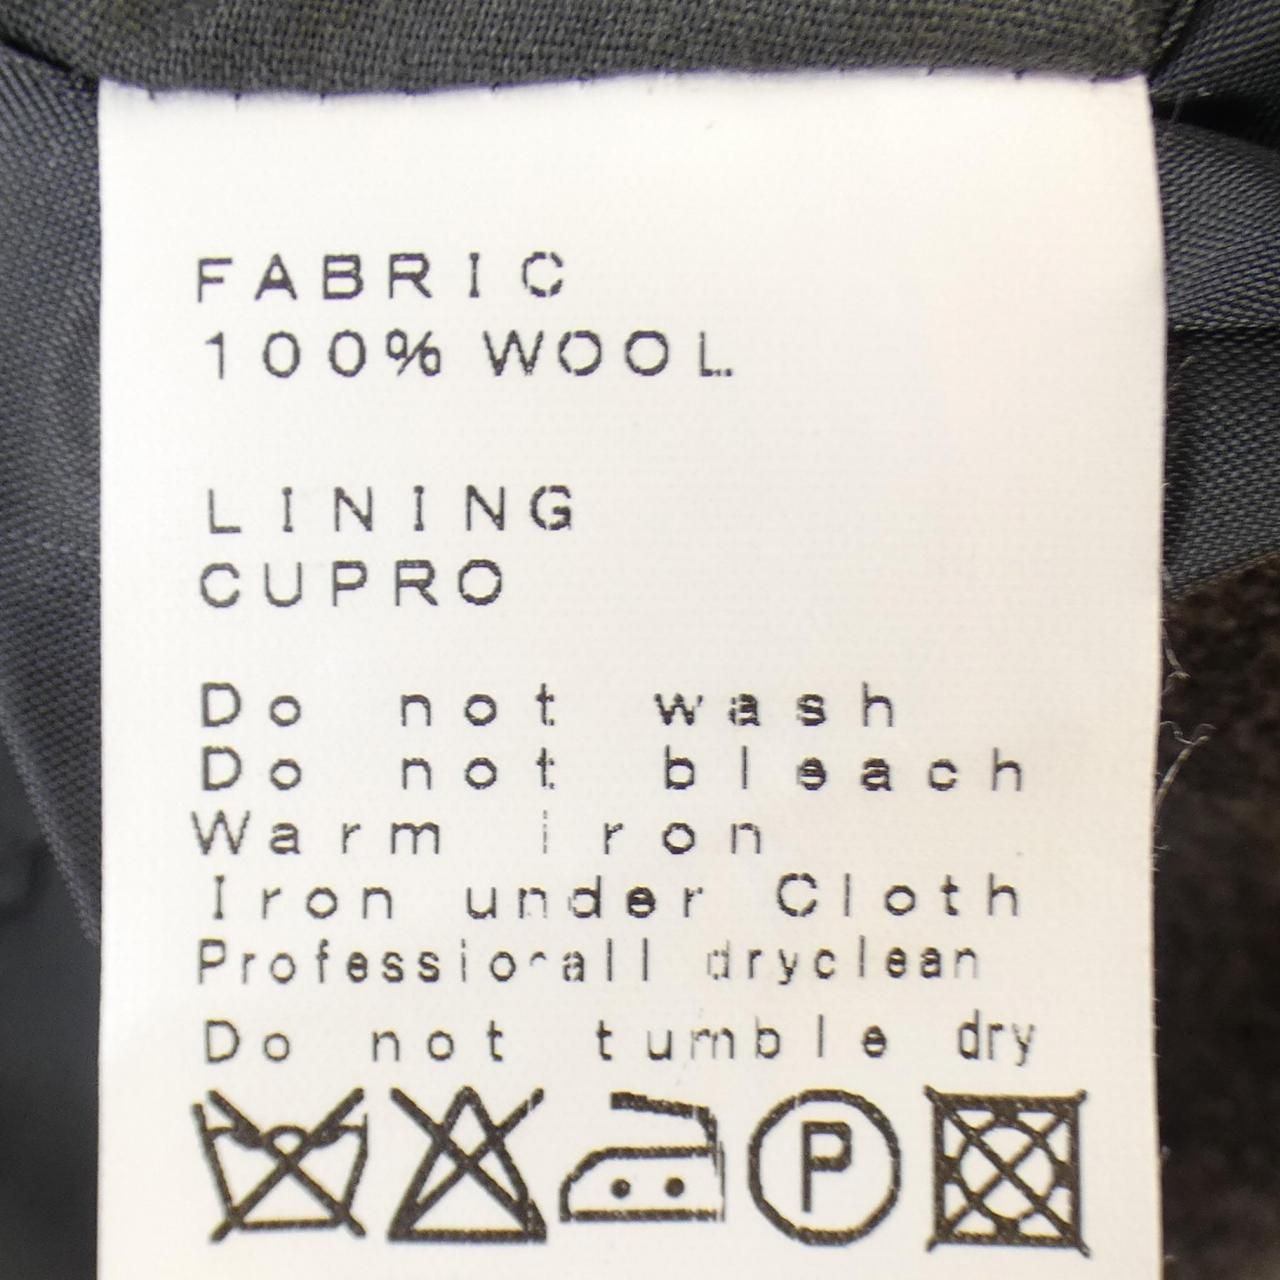 FABRIC
100% WOOL
LINING
CUPRO
Do not wash
Do not bleach
Warm iron
Iron under Cloth
Professionall dryclean
Do not tumble dry
P